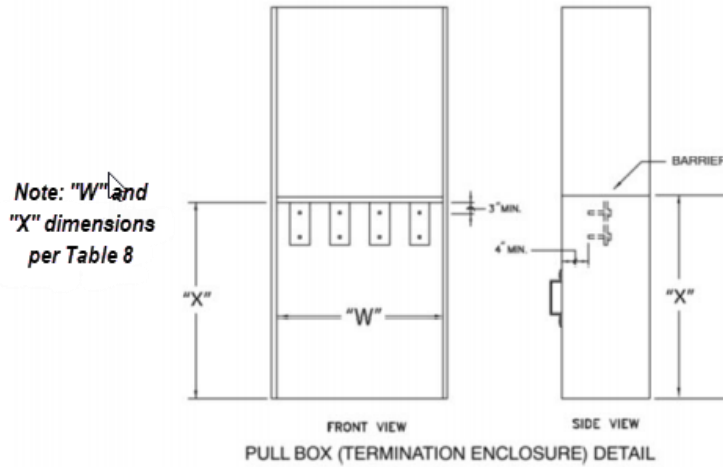 BARRIER
Note: "W" and
"X" dimensions
per Table 8
3" MIN.
4" MIN.
"X"
"W"
"X"
FRONT VIEW
SIDE VIEW
PULL BOX (TERMINATION ENCLOSURE) DETAIL